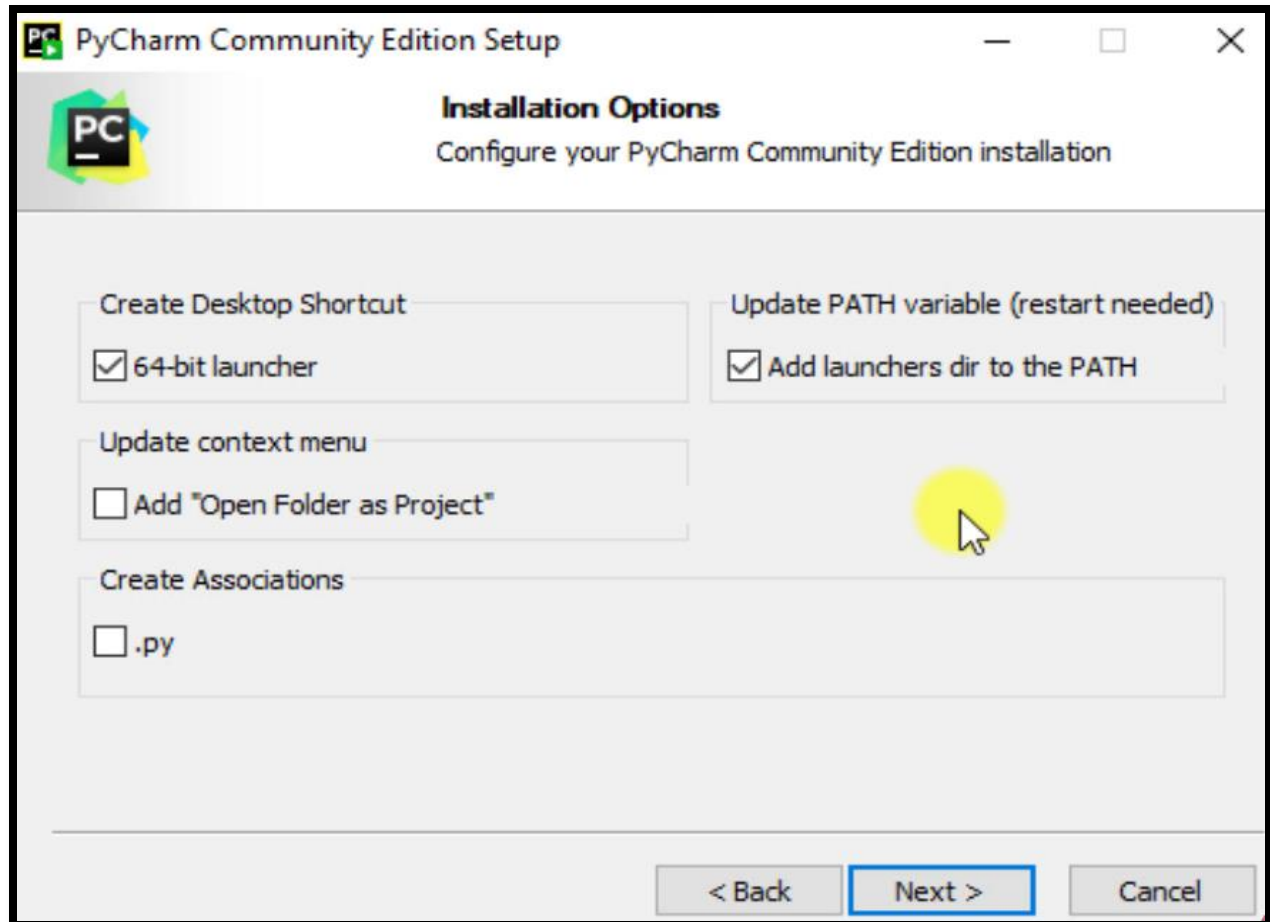 PyCharm Community Edition Setup
PC
Installation Options
Configure your PyCharm Community Edition installation
Create Desktop Shortcut
64-bit launcher
Update PATH variable (restart needed)
Add launchers dir to the PATH
Update context menu
Add "Open Folder as Project"
Create Associations
.py
< Back
Next >
Cancel